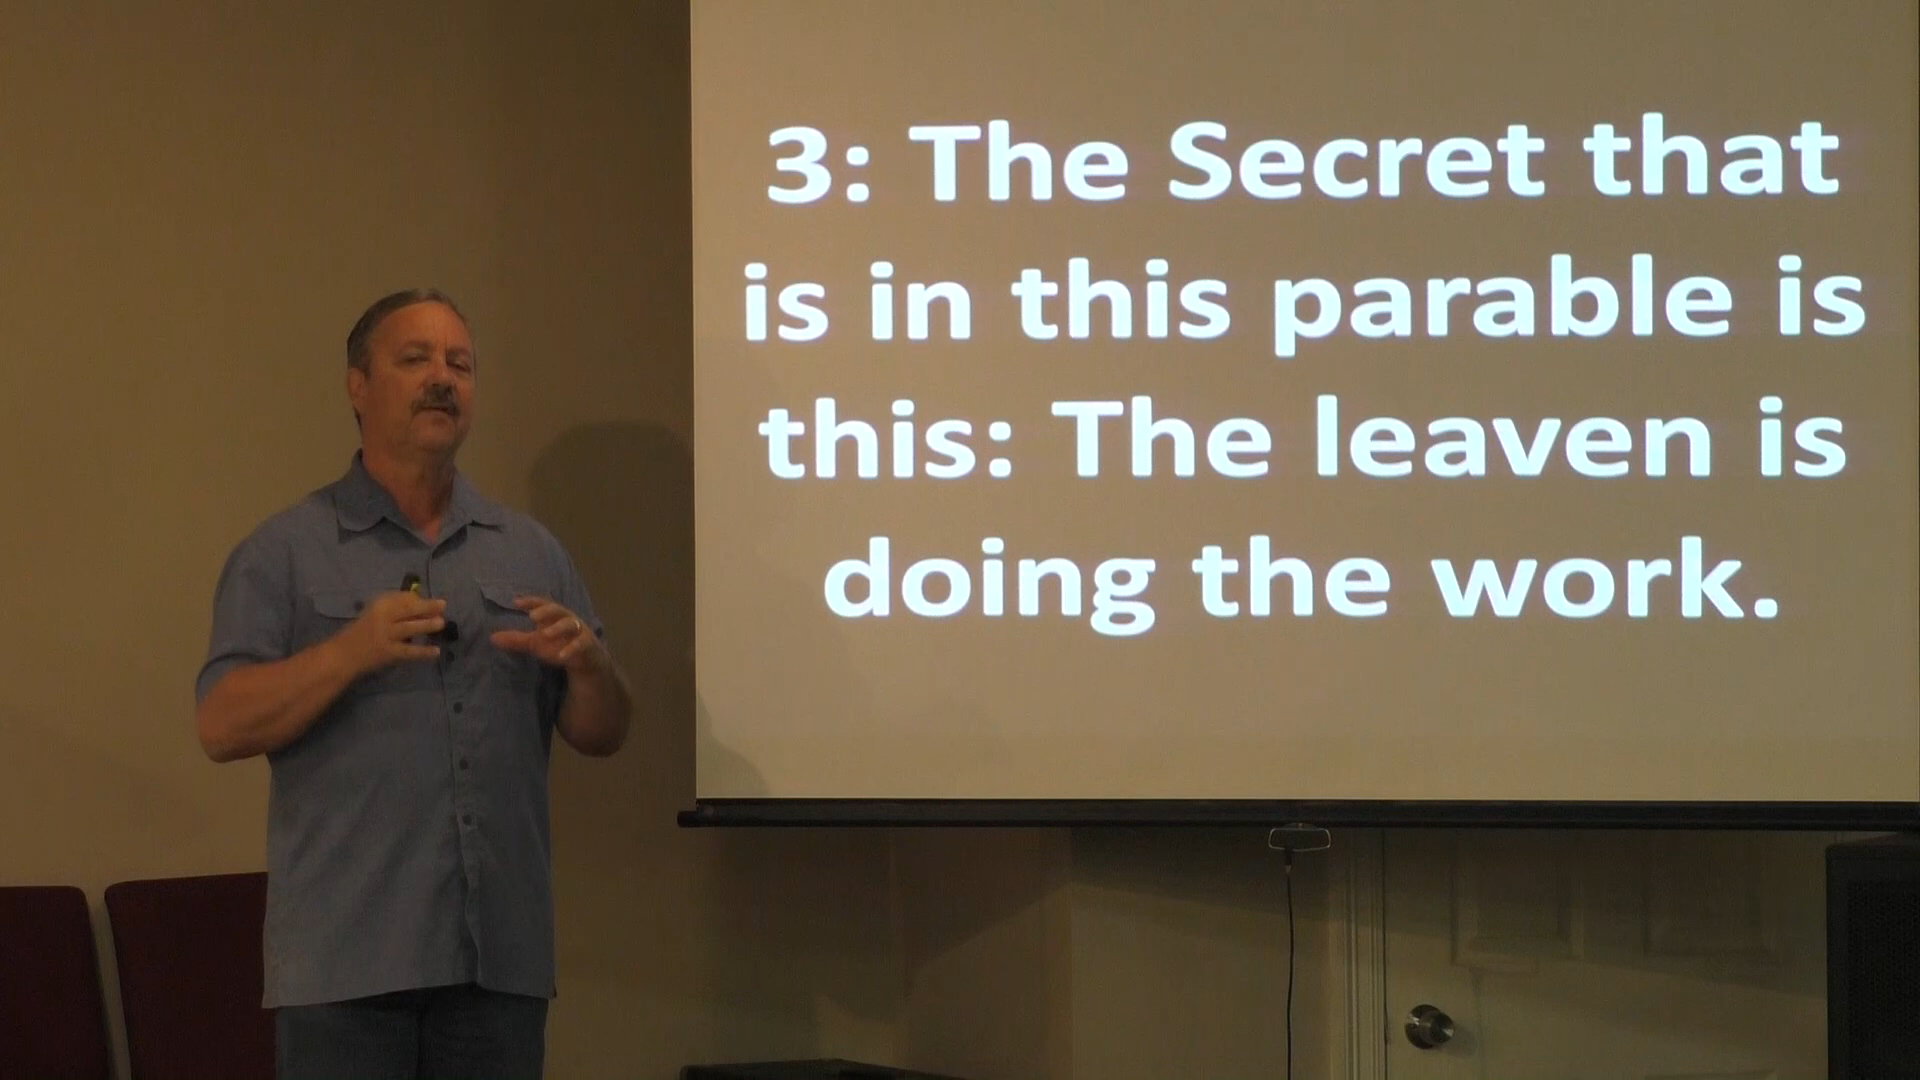 3: The Secret that
is in this parable is
this: The leaven is
doing the work.